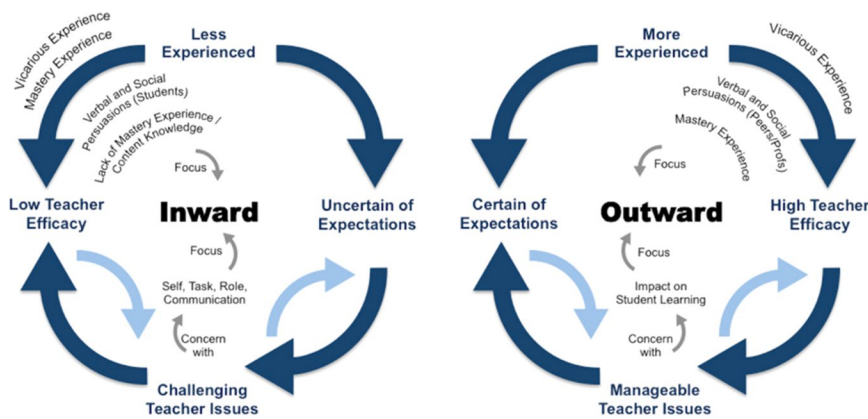 Less
Experienced
Vicarious Experience
Mastery Experience
Verbal and Social
Persuasions (Students)
Lack of Mastery Experience /
Content Knowledge
Focus
Low Teacher
Efficacy
Inward
Uncertain of
Expectations
Focus
Self, Task, Role,
Communication
Concern
with
Challenging
Teacher Issues
More
Experienced
Vicarious Experience
Verbal and Social
Persuasions (Peers/Profs)
Mastery Experience
Focus
Certain of
Expectations
Outward
High Teacher
Efficacy
Focus
Impact on
Student Learning
Concern
with
Manageable
Teacher Issues